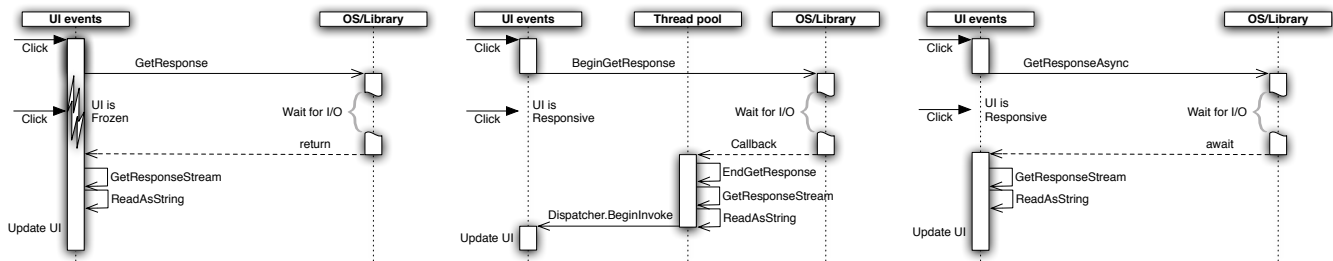 UI events
OS/Library
Click
GetResponse
UI is
Frozen
Click
Wait for I/O
return
GetResponseStream
ReadAsString
Update UI
UI events
Thread pool
OS/Library
Click
BeginGetResponse
UI is
Responsive
Click
Wait for I/O
Callback
EndGetResponse
GetResponseStream
ReadAsString
Dispatcher.BeginInvoke
Update UI
UI events
OS/Library
Click
GetResponseAsync
UI is
Responsive
Click
Wait for I/O
await
GetResponseStream
ReadAsString
Update UI